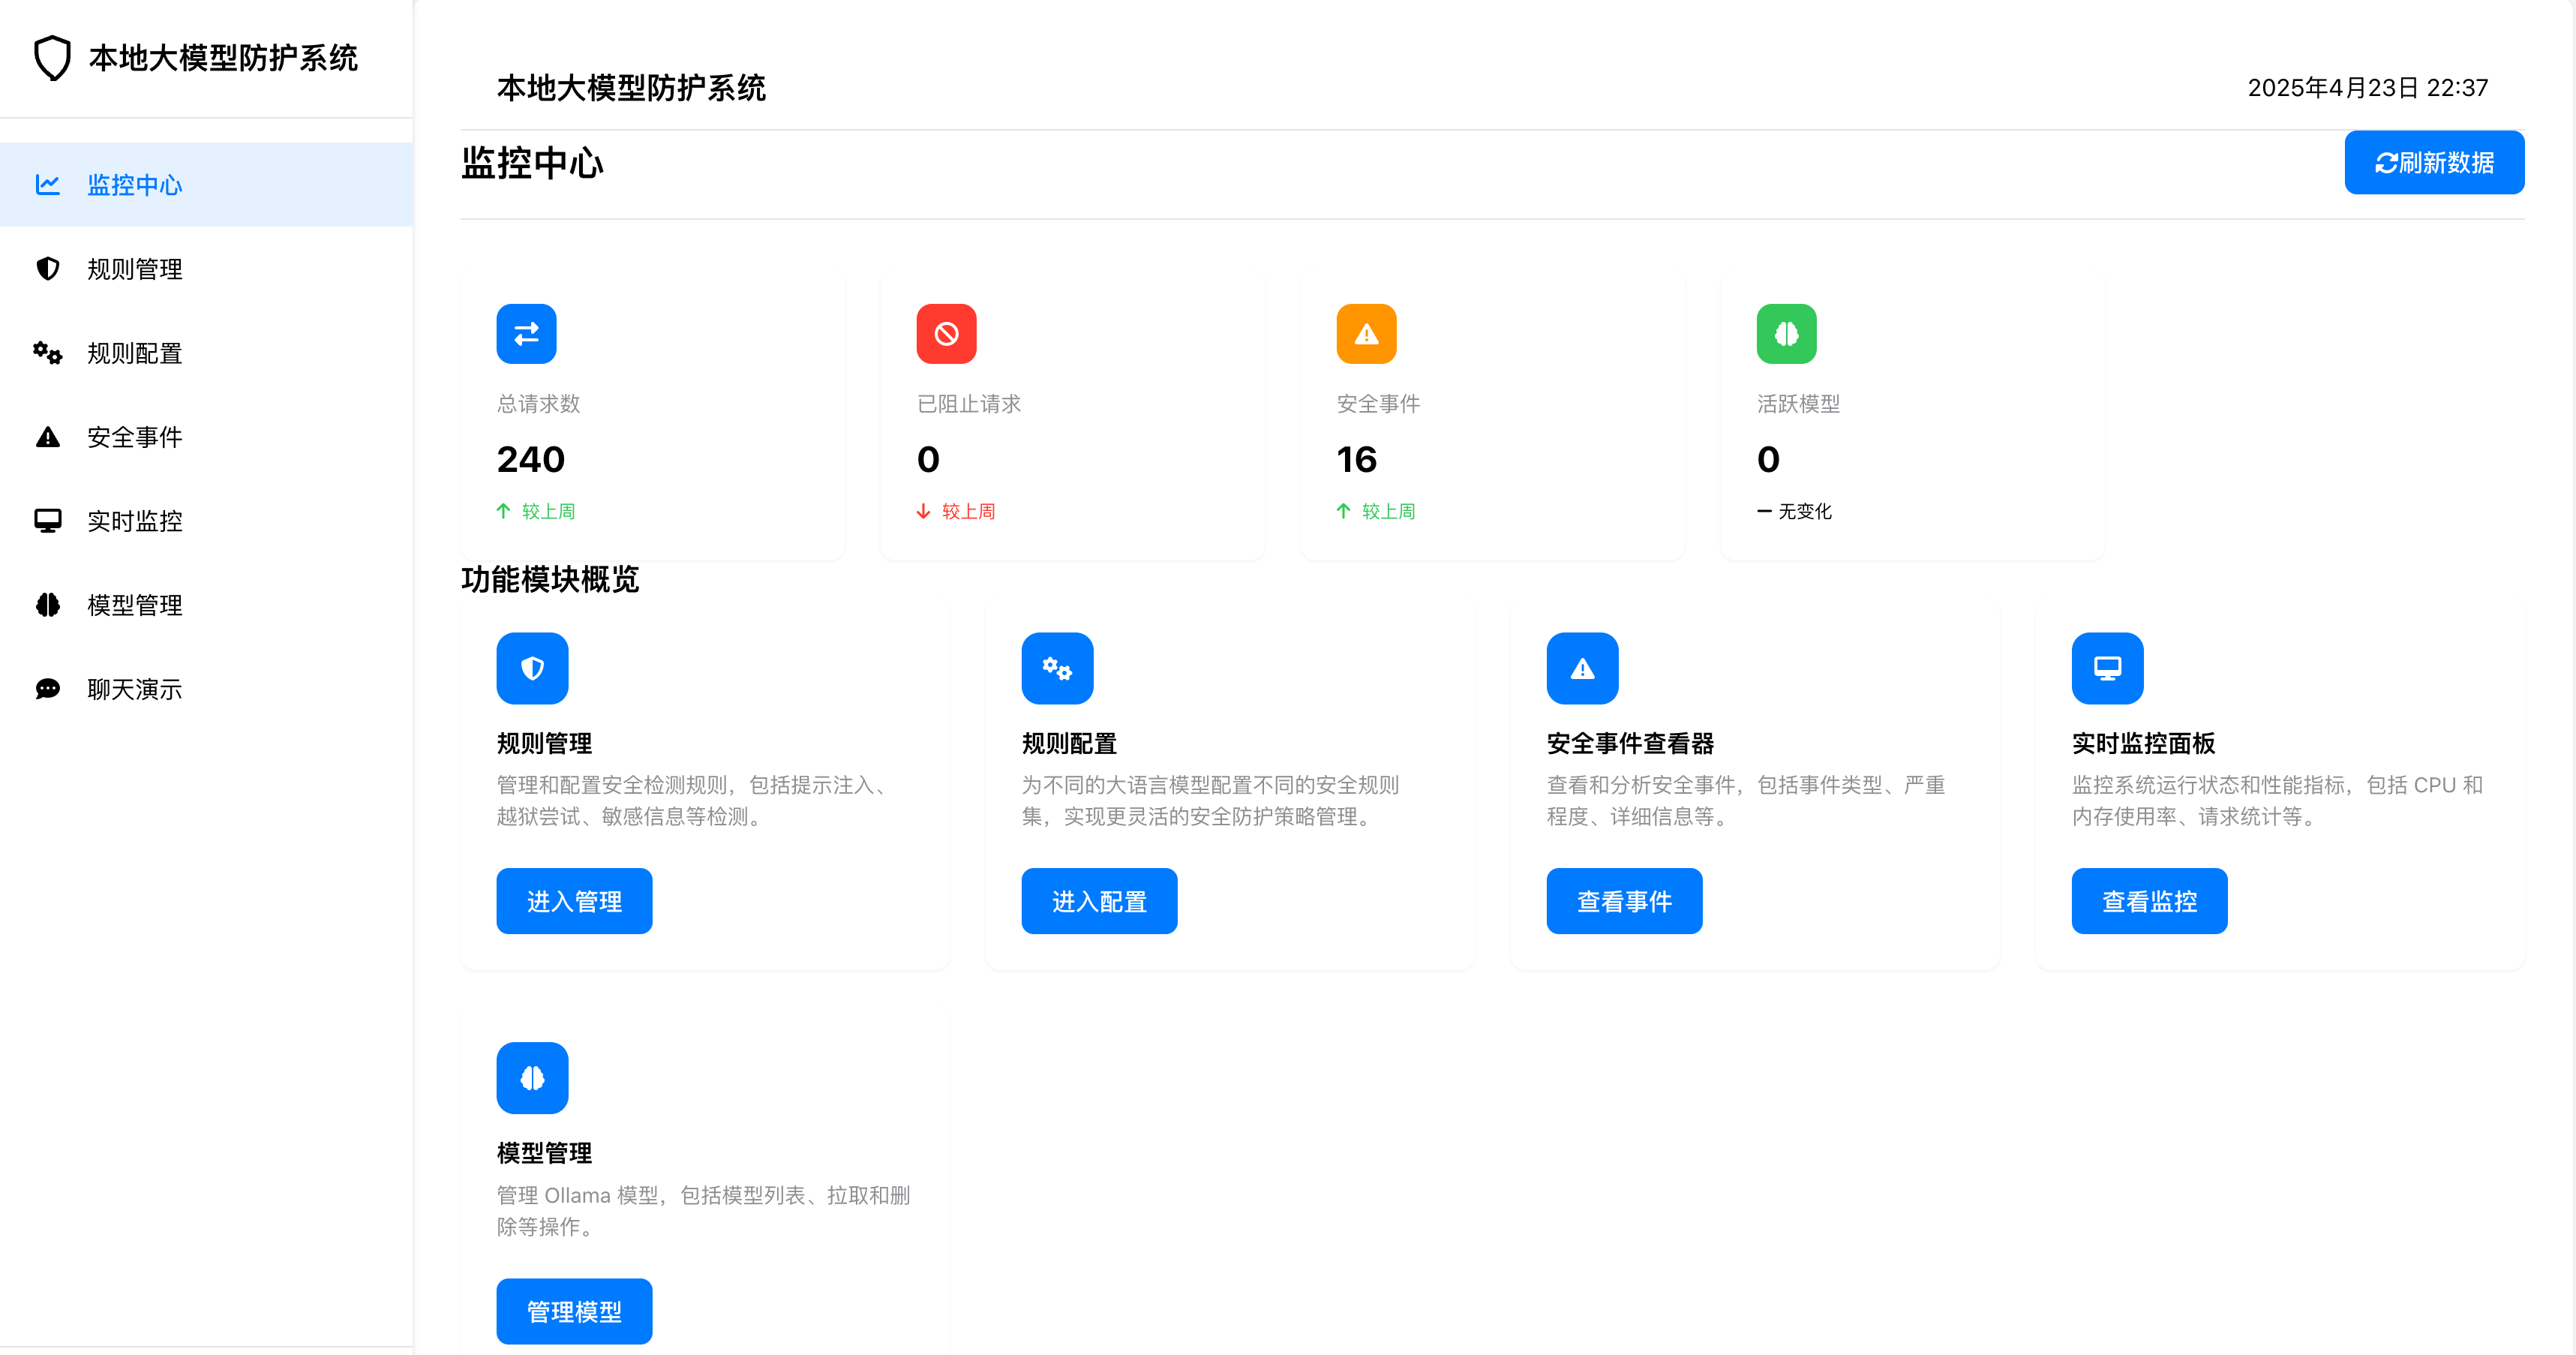 本地大模型防护系统
监控中心
规则管理
规则配置
安全事件
实时监控
模型管理
聊天演示
本地大模型防护系统
2025年4月23日 22:37
监控中心
刷新数据
总请求数
240
较上周
已阻止请求
0
较上周
安全事件
16
较上周
活跃模型
0
无变化
功能模块概览
规则管理
管理和配置安全检测规则，包括提示注入、
越狱尝试、敏感信息等检测。
进入管理
规则配置
为不同的大语言模型配置不同的安全规则
集，实现更灵活的安全防护策略管理。
进入配置
安全事件查看器
查看和分析安全事件，包括事件类型、严重
程度、详细信息等。
查看事件
实时监控面板
监控系统运行状态和性能指标，包括 CPU 和
内存使用率、请求统计等。
查看监控
模型管理
管理 Ollama 模型，包括模型列表、拉取和删
除等操作。
管理模型